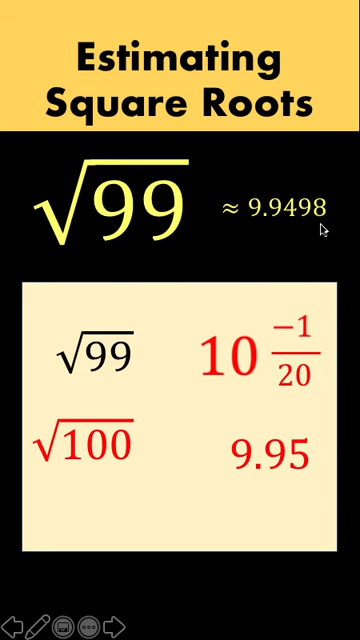 Estimating
Square Roots
√99 ≈ 9.9498
√99 10 −1/20
√100 9.95